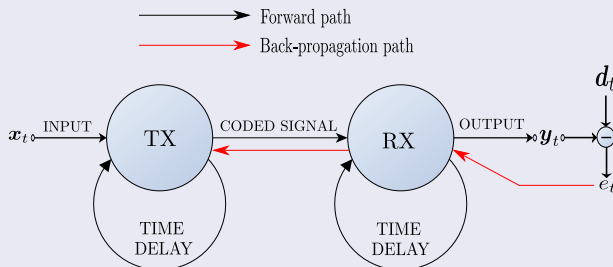 Forward path
Back-propagation path
x_t INPUT TX CODED SIGNAL RX OUTPUT y_t
d_t
−
e_t
TIME
DELAY
TIME
DELAY